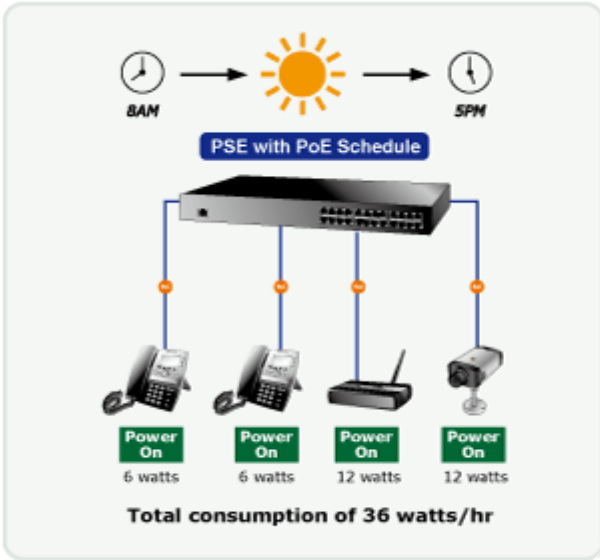 8AM
5PM
PSE with PoE Schedule
Power On
Power On
Power On
Power On
6 watts
6 watts
12 watts
12 watts
Total consumption of 36 watts/hr